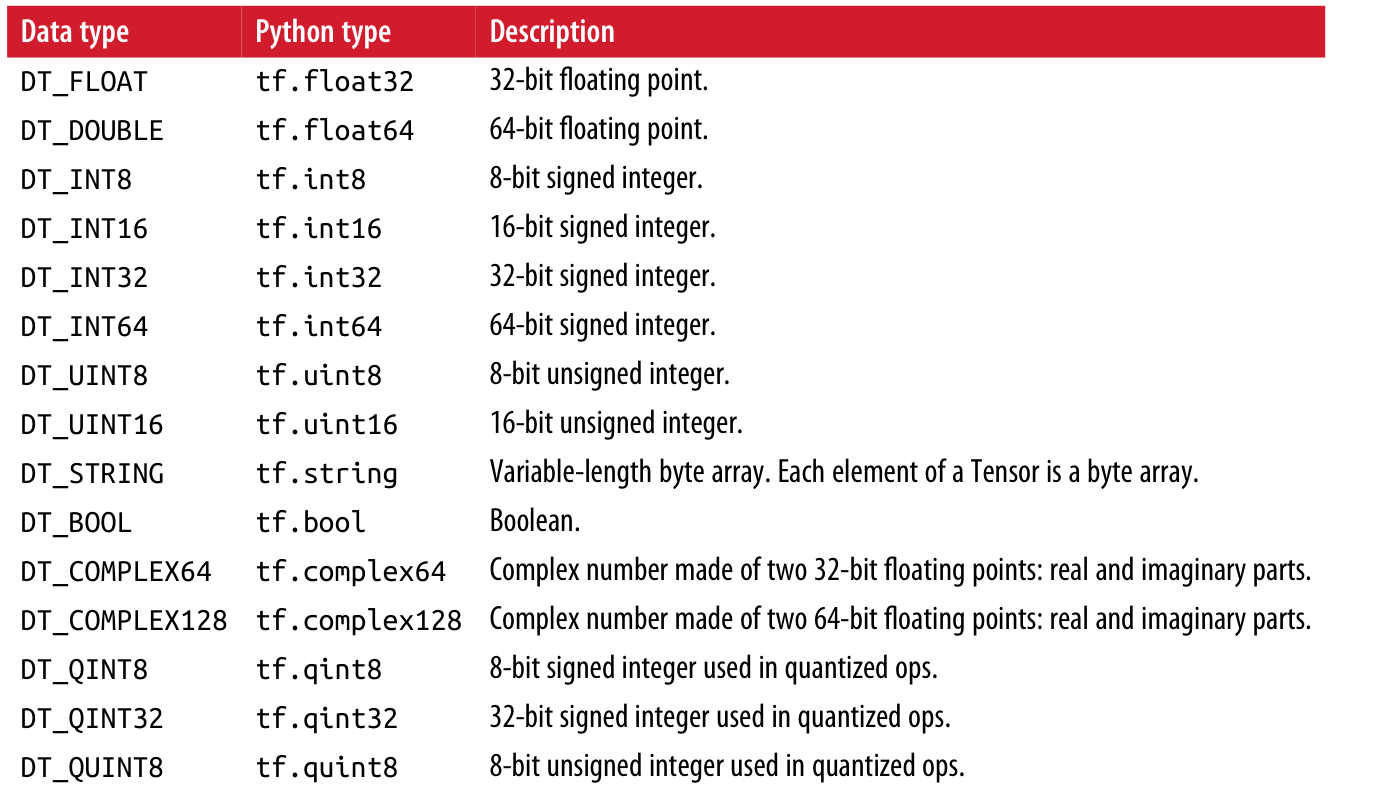 Data type Python type Description
DT_FLOAT tf.float32 32-bit floating point.
DT_DOUBLE tf.float64 64-bit floating point.
DT_INT8 tf.int8 8-bit signed integer.
DT_INT16 tf.int16 16-bit signed integer.
DT_INT32 tf.int32 32-bit signed integer.
DT_INT64 tf.int64 64-bit signed integer.
DT_UINT8 tf.uint8 8-bit unsigned integer.
DT_UINT16 tf.uint16 16-bit unsigned integer.
DT_STRING tf.string Variable-length byte array. Each element of a Tensor is a byte array.
DT_BOOL tf.bool Boolean.
DT_COMPLEX64 tf.complex64 Complex number made of two 32-bit floating points: real and imaginary parts.
DT_COMPLEX128 tf.complex128 Complex number made of two 64-bit floating points: real and imaginary parts.
DT_QINT8 tf.qint8 8-bit signed integer used in quantized ops.
DT_QINT32 tf.qint32 32-bit signed integer used in quantized ops.
DT_QUINT8 tf.quint8 8-bit unsigned integer used in quantized ops.